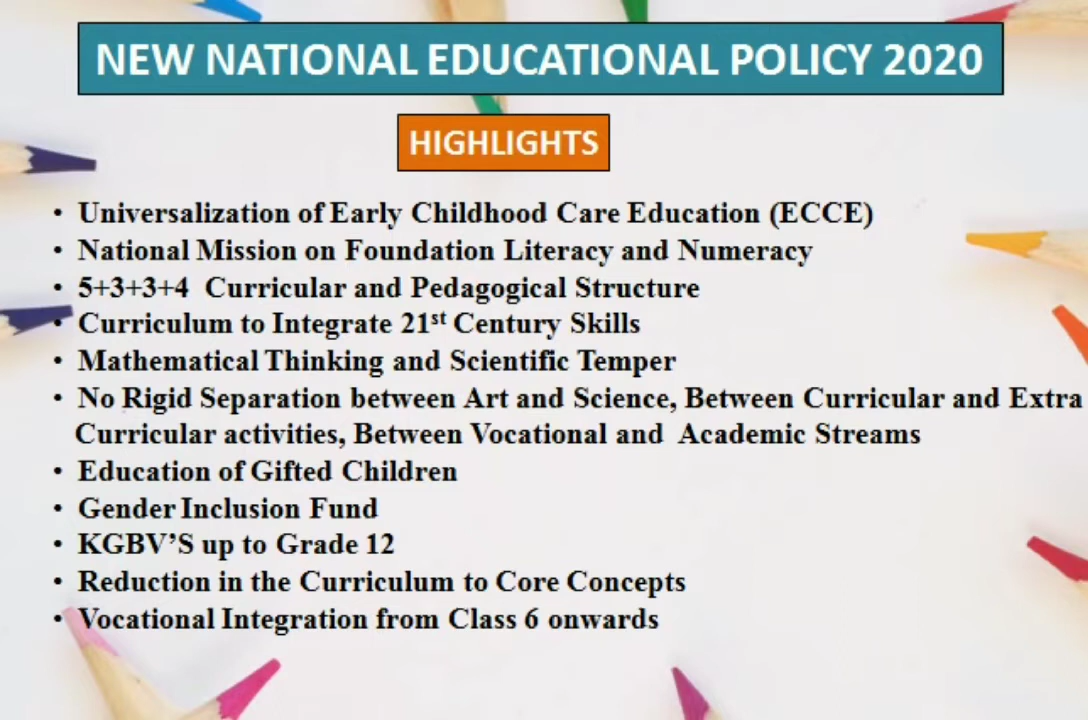 NEW NATIONAL EDUCATIONAL POLICY 2020
HIGHLIGHTS
• Universalization of Early Childhood Care Education (ECCE)
• National Mission on Foundation Literacy and Numeracy
• 5+3+3+4 Curricular and Pedagogical Structure
• Curriculum to Integrate 21st Century Skills
• Mathematical Thinking and Scientific Temper
• No Rigid Separation between Art and Science, Between Curricular and Extra
Curricular activities, Between Vocational and Academic Streams
• Education of Gifted Children
• Gender Inclusion Fund
• KGBV’S up to Grade 12
• Reduction in the Curriculum to Core Concepts
• Vocational Integration from Class 6 onwards